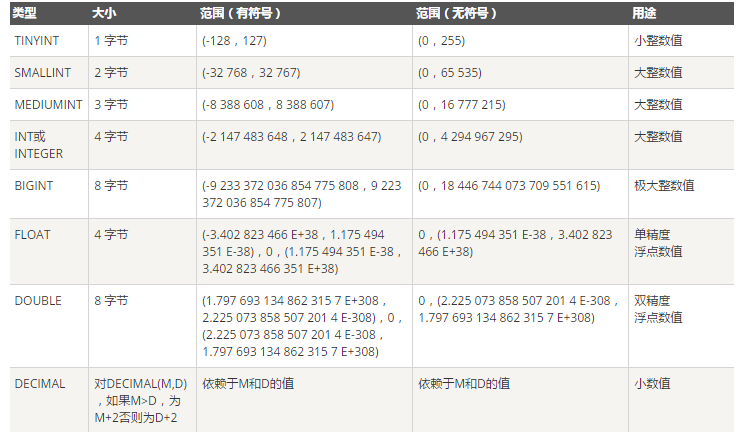 类型 大小 范围（有符号） 范围（无符号） 用途
TINYINT 1 字节 (-128，127) (0，255) 小整数值
SMALLINT 2 字节 (-32 768，32 767) (0，65 535) 大整数值
MEDIUMINT 3 字节 (-8 388 608，8 388 607) (0，16 777 215) 大整数值
INT或 4 字节 (-2 147 483 648，2 147 483 647) (0，4 294 967 295) 大整数值
INTEGER
BIGINT 8 字节 (-9 233 372 036 854 775 808，9 223 (0，18 446 744 073 709 551 615) 极大整数值
372 036 854 775 807)
FLOAT 4 字节 (-3.402 823 466 E+38，1.175 494 0，(1.175 494 351 E-38，3.402 823 单精度
351 E-38)，0，(1.175 494 351 E-38， 466 E+38) 浮点数值
3.402 823 466 351 E+38)
DOUBLE 8 字节 (1.797 693 134 862 315 7 E+308， 0，(2.225 073 858 507 201 4 E-308， 双精度
2.225 073 858 507 201 4 E-308)，0， 1.797 693 134 862 315 7 E+308) 浮点数值
(2.225 073 858 507 201 4 E-308，
1.797 693 134 862 315 7 E+308)
DECIMAL 对DECIMAL(M,D) 依赖于M和D的值 依赖于M和D的值 小数值
，如果M>D，为
M+2否则为D+2